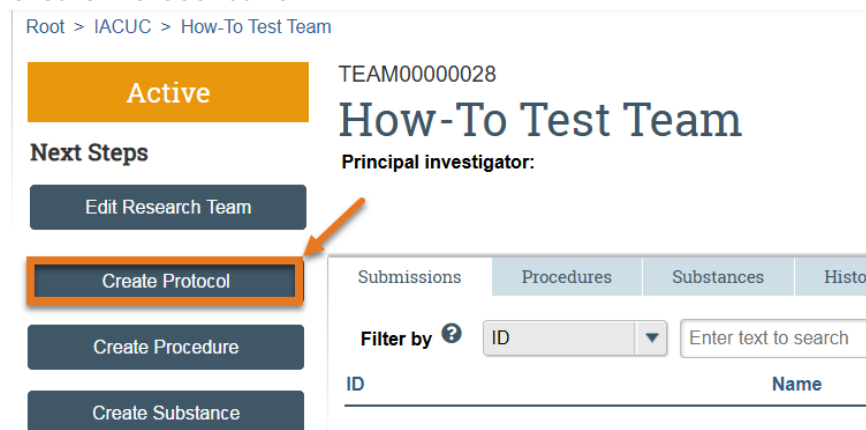 Root > IACUC > How-To Test Team
Active
TEAM00000028
How-To Test Team
Principal investigator:
Next Steps
Edit Research Team
Create Protocol
Create Procedure
Create Substance
Submissions Procedures Substances Histo
Filter by ? ID Enter text to search
ID Name